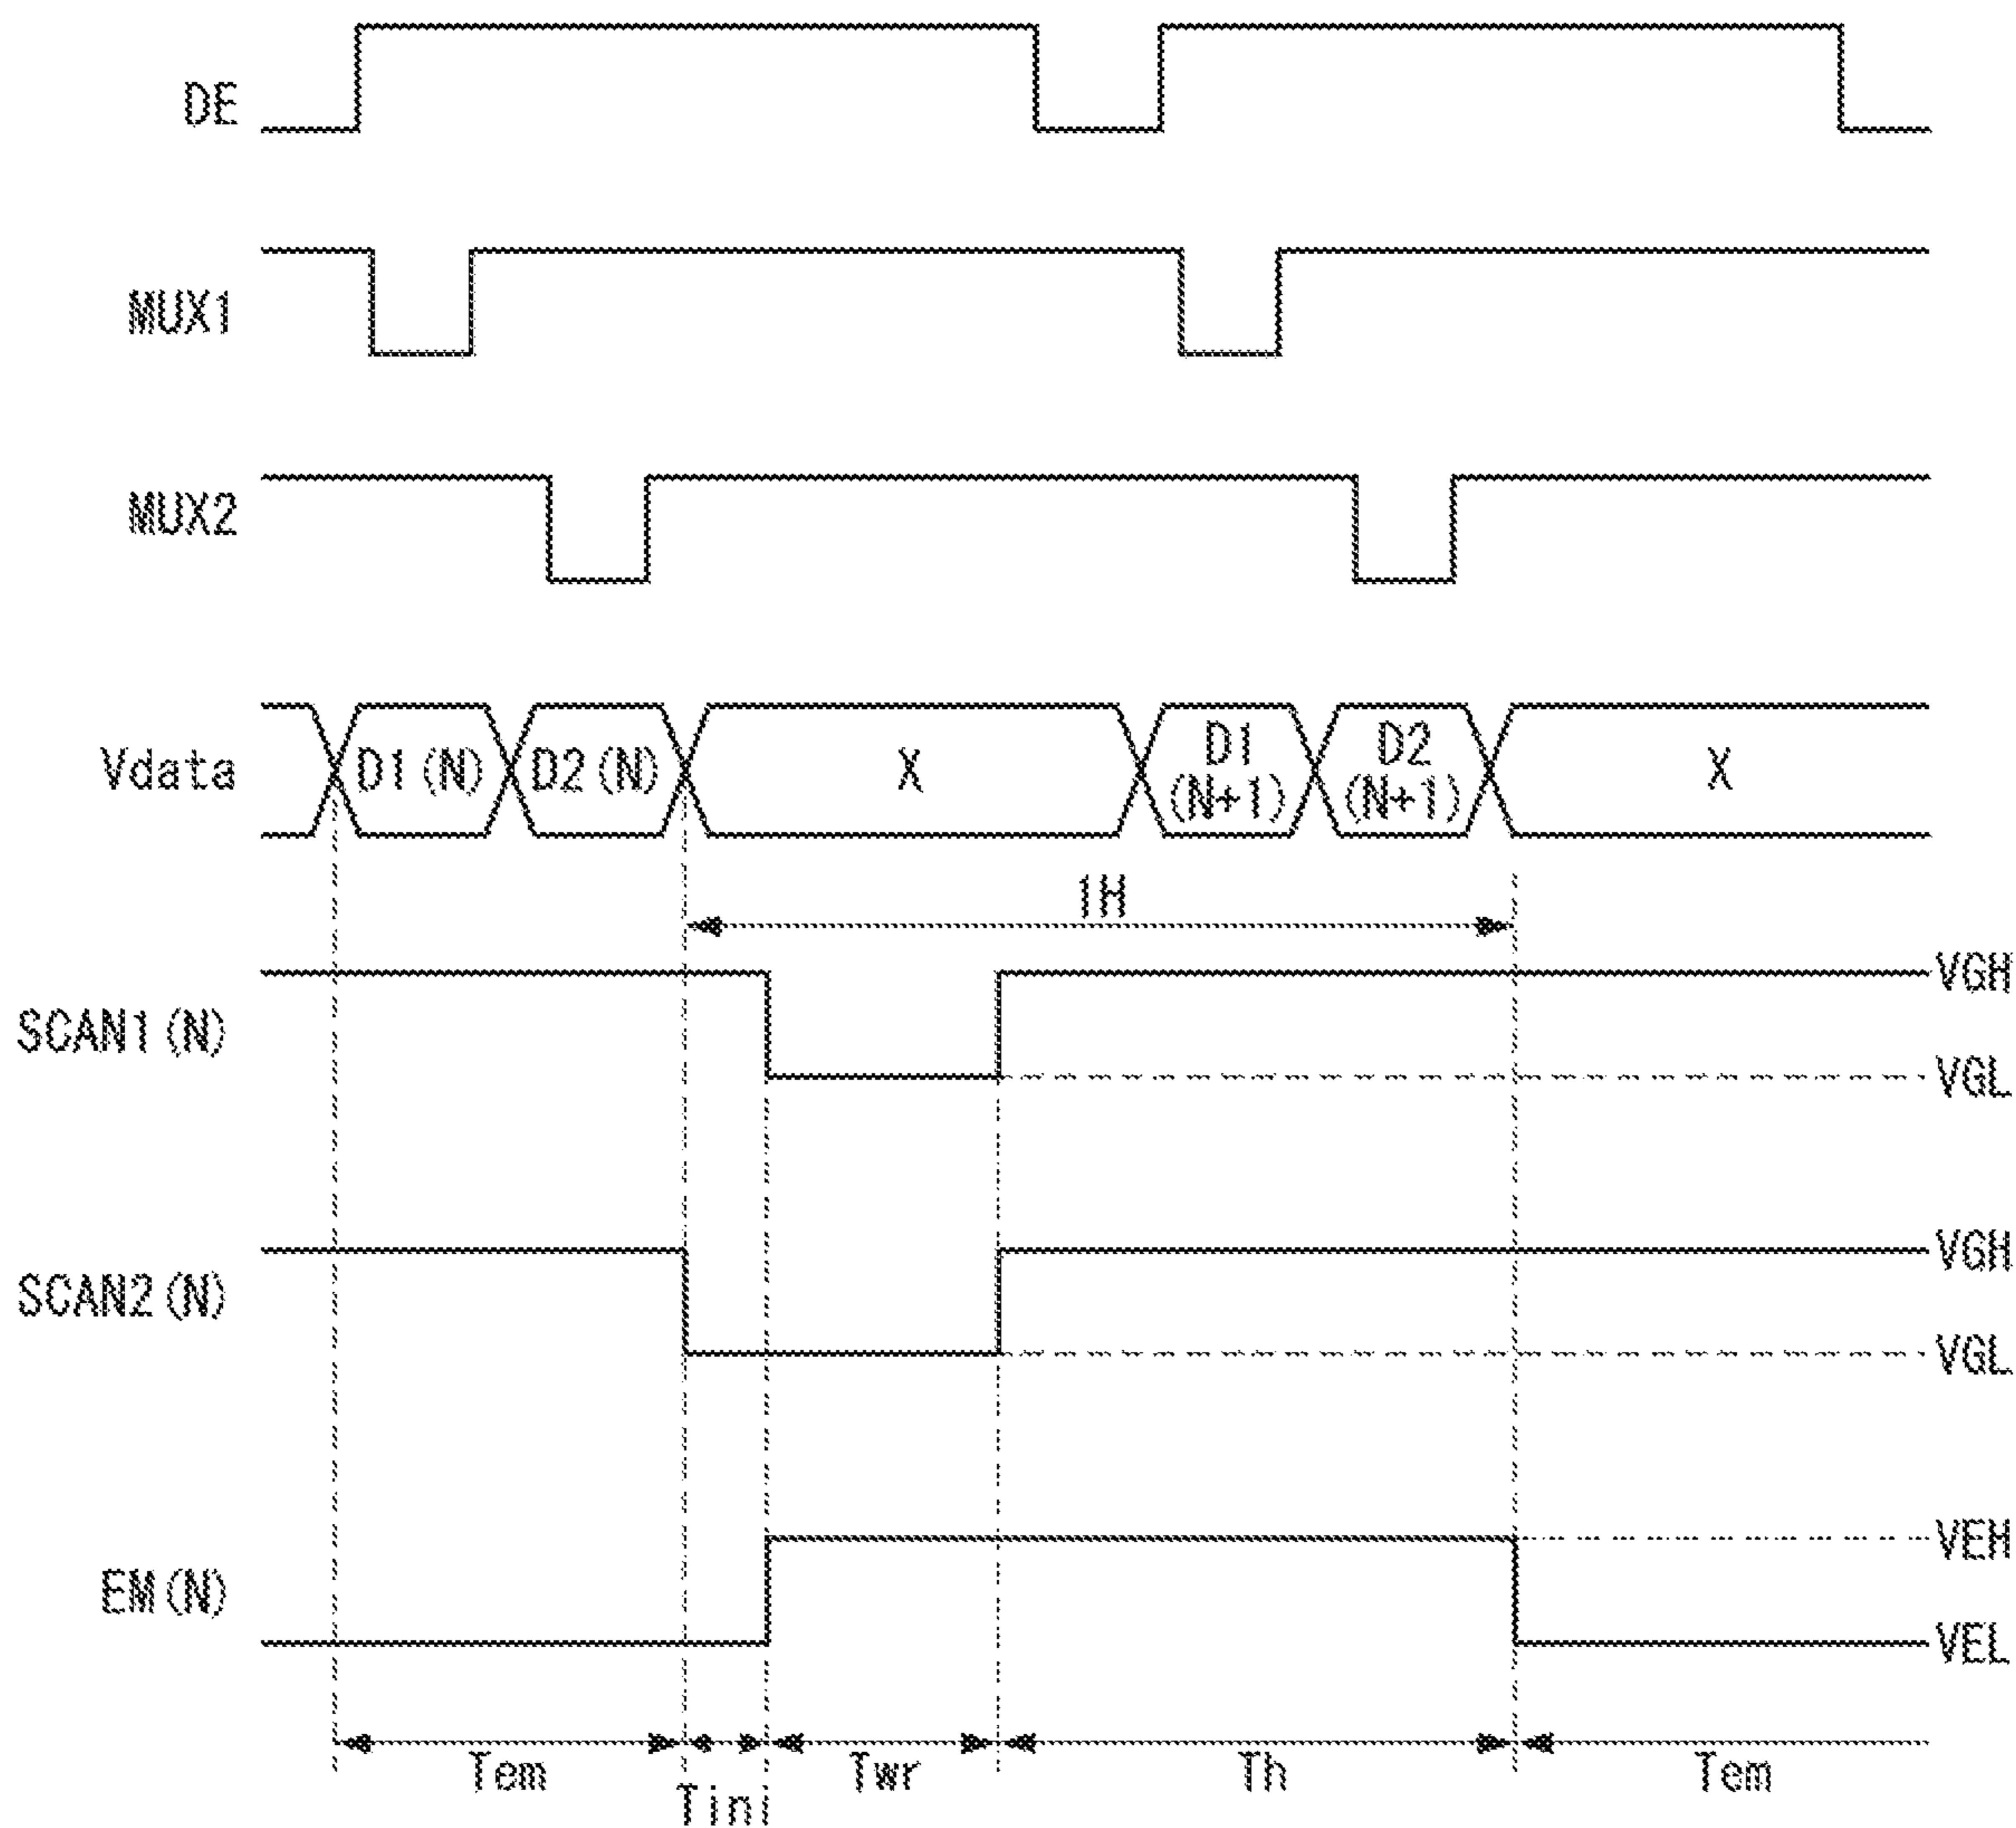 DE
MUX1
MUX2
Vdata
D1(N)
D2(N)
X
D1
(N+1)
D2
(N+1)
X
1H
SCAN1(N)
VGH
VGL
SCAN2(N)
VGH
VGL
EM(N)
VEH
VEL
Tem
Tini
Twr
Th
Tem